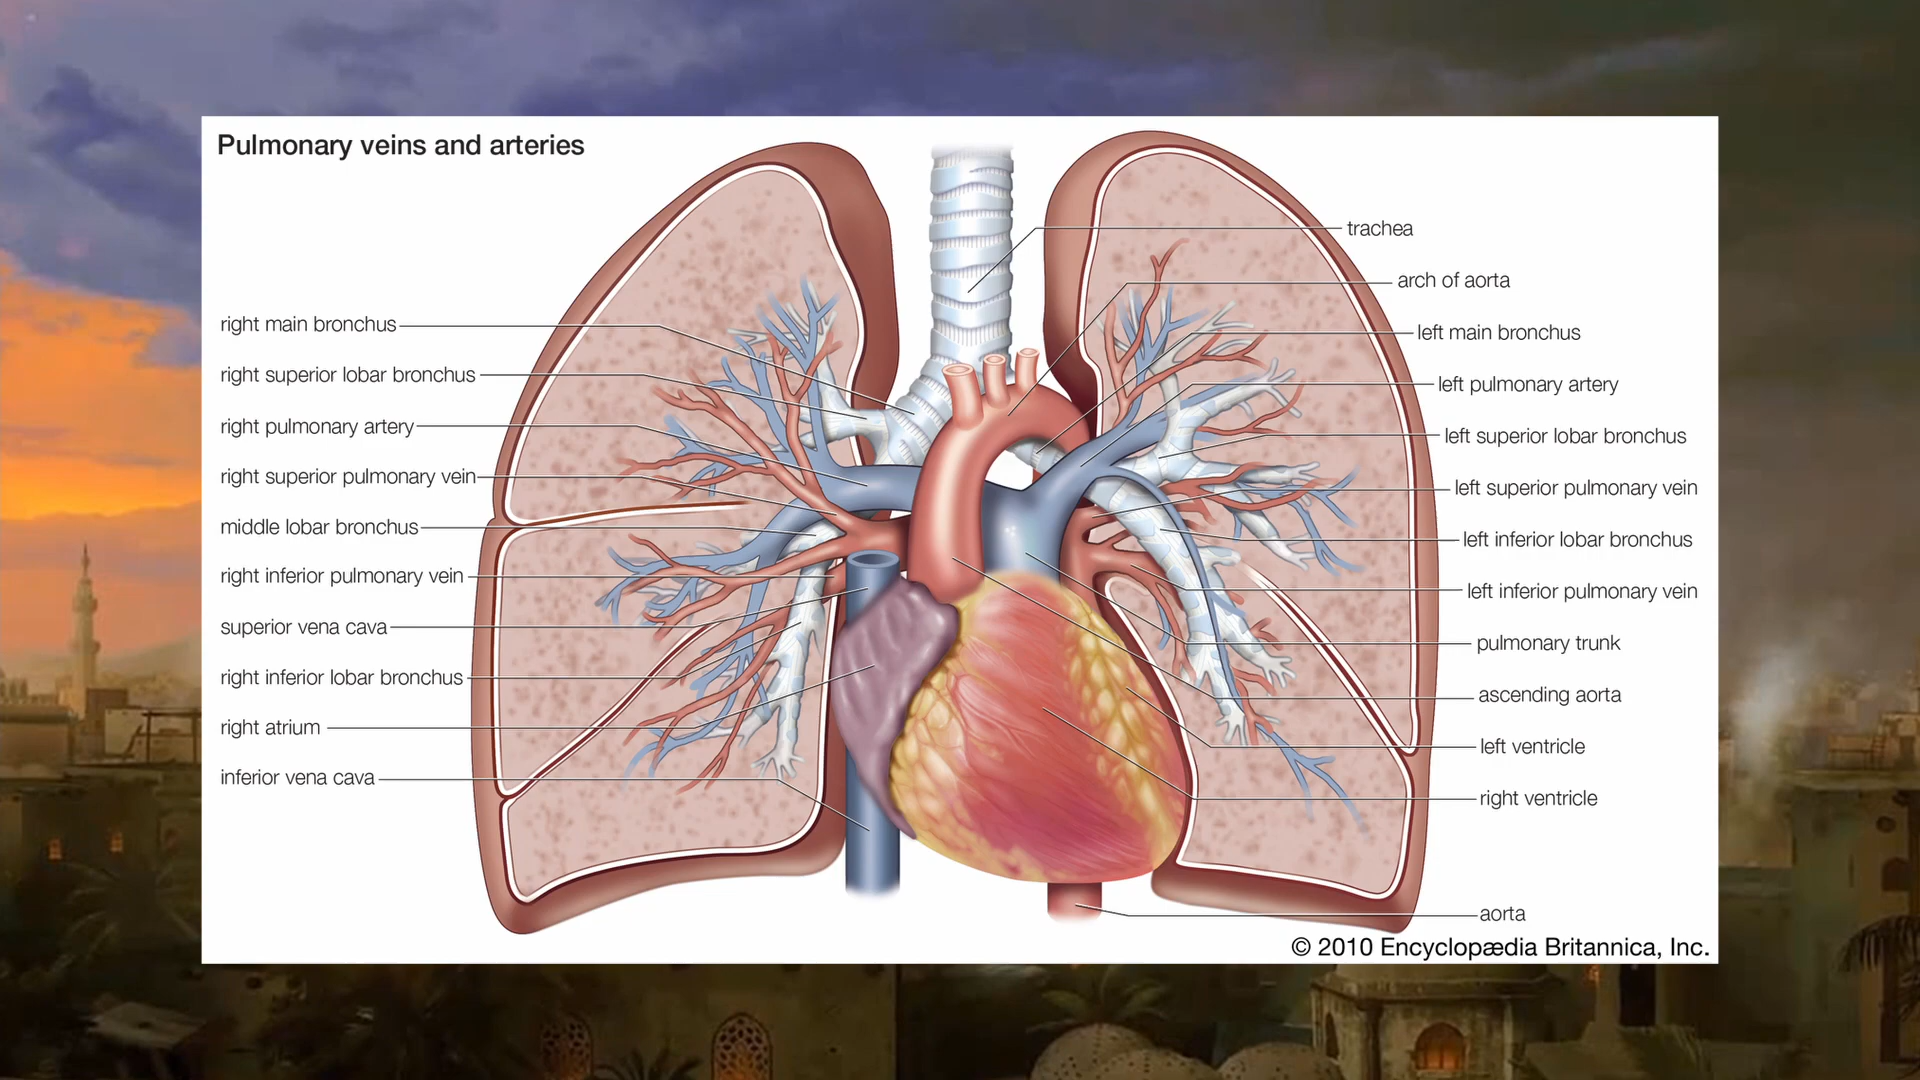 Pulmonary veins and arteries
right main bronchus
right superior lobar bronchus
right pulmonary artery
right superior pulmonary vein
middle lobar bronchus
right inferior pulmonary vein
superior vena cava
right inferior lobar bronchus
right atrium
inferior vena cava
trachea
arch of aorta
left main bronchus
left pulmonary artery
left superior lobar bronchus
left superior pulmonary vein
left inferior lobar bronchus
left inferior pulmonary vein
pulmonary trunk
ascending aorta
left ventricle
right ventricle
aorta
© 2010 Encyclopædia Britannica, Inc.